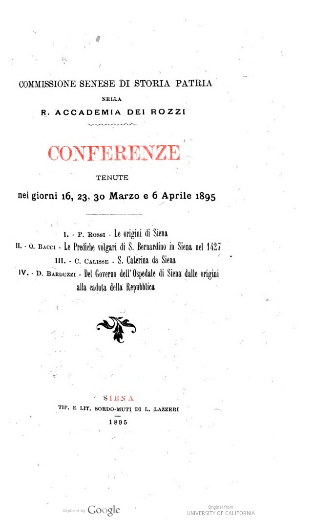 COMMISSIONE SENESE DI STORIA PATRIA
NELLA
R. ACCADEMIA DEI ROZZI
CONFERENZE
TENUTE
nei giorni 16, 23, 30 Marzo e 6 Aprile 1895
I. - P. Rossi - Le origini di Siena
II. - O. Bacci - Le Prediche volgari di S. Bernardino in Siena nel 1427
III. - C. Calisse - S. Caterina da Siena
IV. - D. Barduzzi - Del Governo dell'Ospedale di Siena dalle origini
alla caduta della Repubblica
SIENA
TIP. E LIT. SORDO-MUTI DI L. LAZZERI
1895
Digitized by Google
Original from
UNIVERSITY OF CALIFORNIA